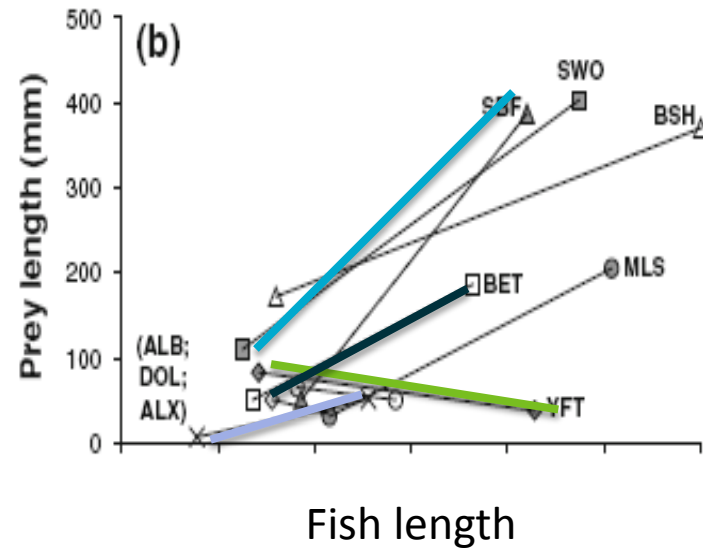 500
(b)
SWO
400
SBF
BSH
300
200
MLS
BET
(ALB;
100
DOL;
ALX)
YFT
0
Prey length (mm)
Fish length